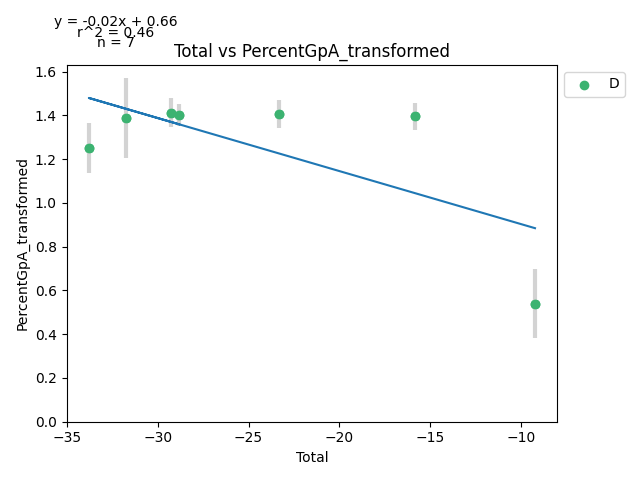 y = -0.02x + 0.66
r^2 = 0.46
n = 7
Total vs PercentGpA_transformed
D
PercentGpA_transformed
1.6
1.4
1.2
1.0
0.8
0.6
0.4
0.2
0.0
−35
−30
−25
−20
−15
−10
Total